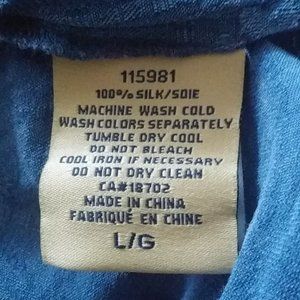 115981
100% SILK/SOIE
MACHINE WASH COLD
WASH COLORS SEPARATELY
TUMBLE DRY COOL
DO NOT BLEACH
COOL IRON IF NECESSARY
DO NOT DRY CLEAN
CA#18702
MADE IN CHINA
FABRIQUÉ EN CHINE
L/G